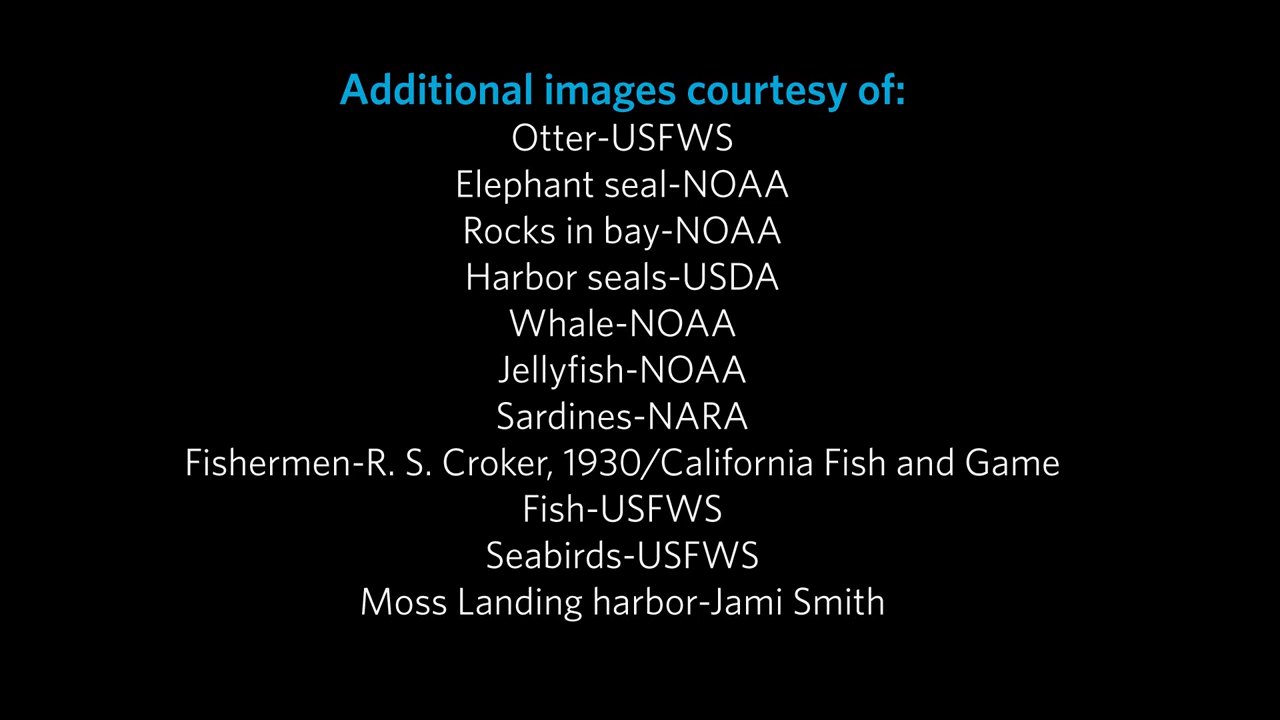 Additional images courtesy of:
Otter-USFWS
Elephant seal-NOAA
Rocks in bay-NOAA
Harbor seals-USDA
Whale-NOAA
Jellyfish-NOAA
Sardines-NARA
Fishermen-R. S. Croker, 1930/California Fish and Game
Fish-USFWS
Seabirds-USFWS
Moss Landing harbor-Jami Smith